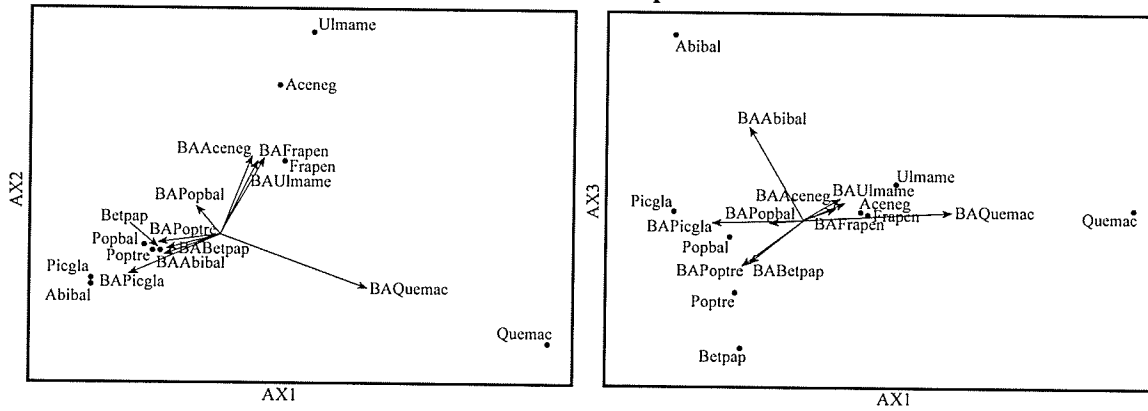 Ulmame
Aceneg
BAAceneg
BAFrapen
Frapen
BAUlmame
BAPopbal
Betpap
BAPoptre
Popbal
Poptre
BABetpap
BAAbibal
Picgla
BAPicgla
Abibal
BAQuemac
Quemac
AX2
AX1
Abibal
BAAbibal
Ulmame
BAAceneg
BAUlmame
Picgla
Aceneg
BAPopbal
Frapen
BAQuemac
Quemac
BAPicgla
BAFrapen
Popbal
BAPoptre
BABetpap
Poptre
Betpap
AX3
AX1